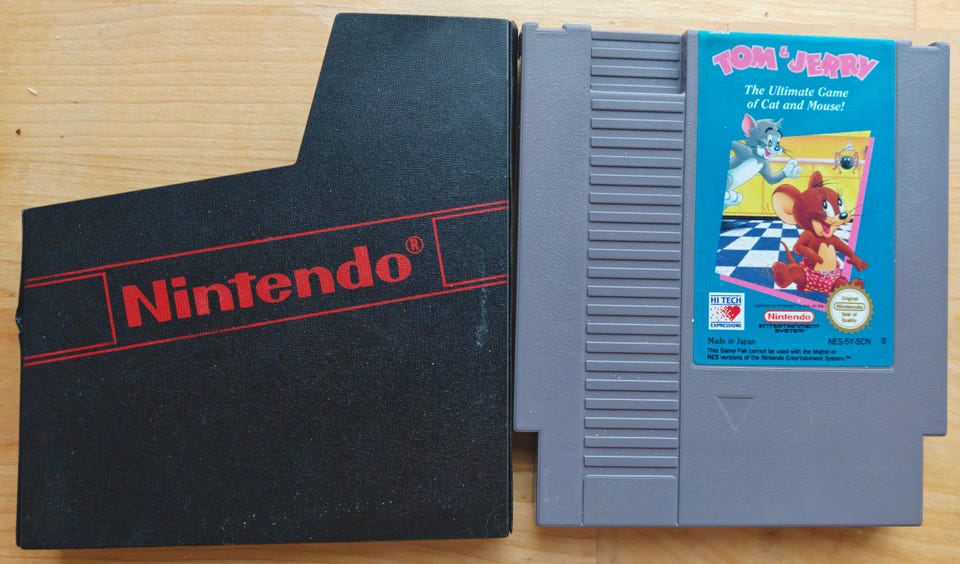 Nintendo®
TOM & JERRY
The Ultimate Game
of Cat and Mouse!
HI TECH
EXPRESSIONS
Nintendo
ENTERTAINMENT
SYSTEM™
Original
Nintendo
Seal of
Quality
Made in Japan NES-5Y-SCN B
This Game Pak cannot be used with the Mattel or
NES versions of the Nintendo Entertainment System.™